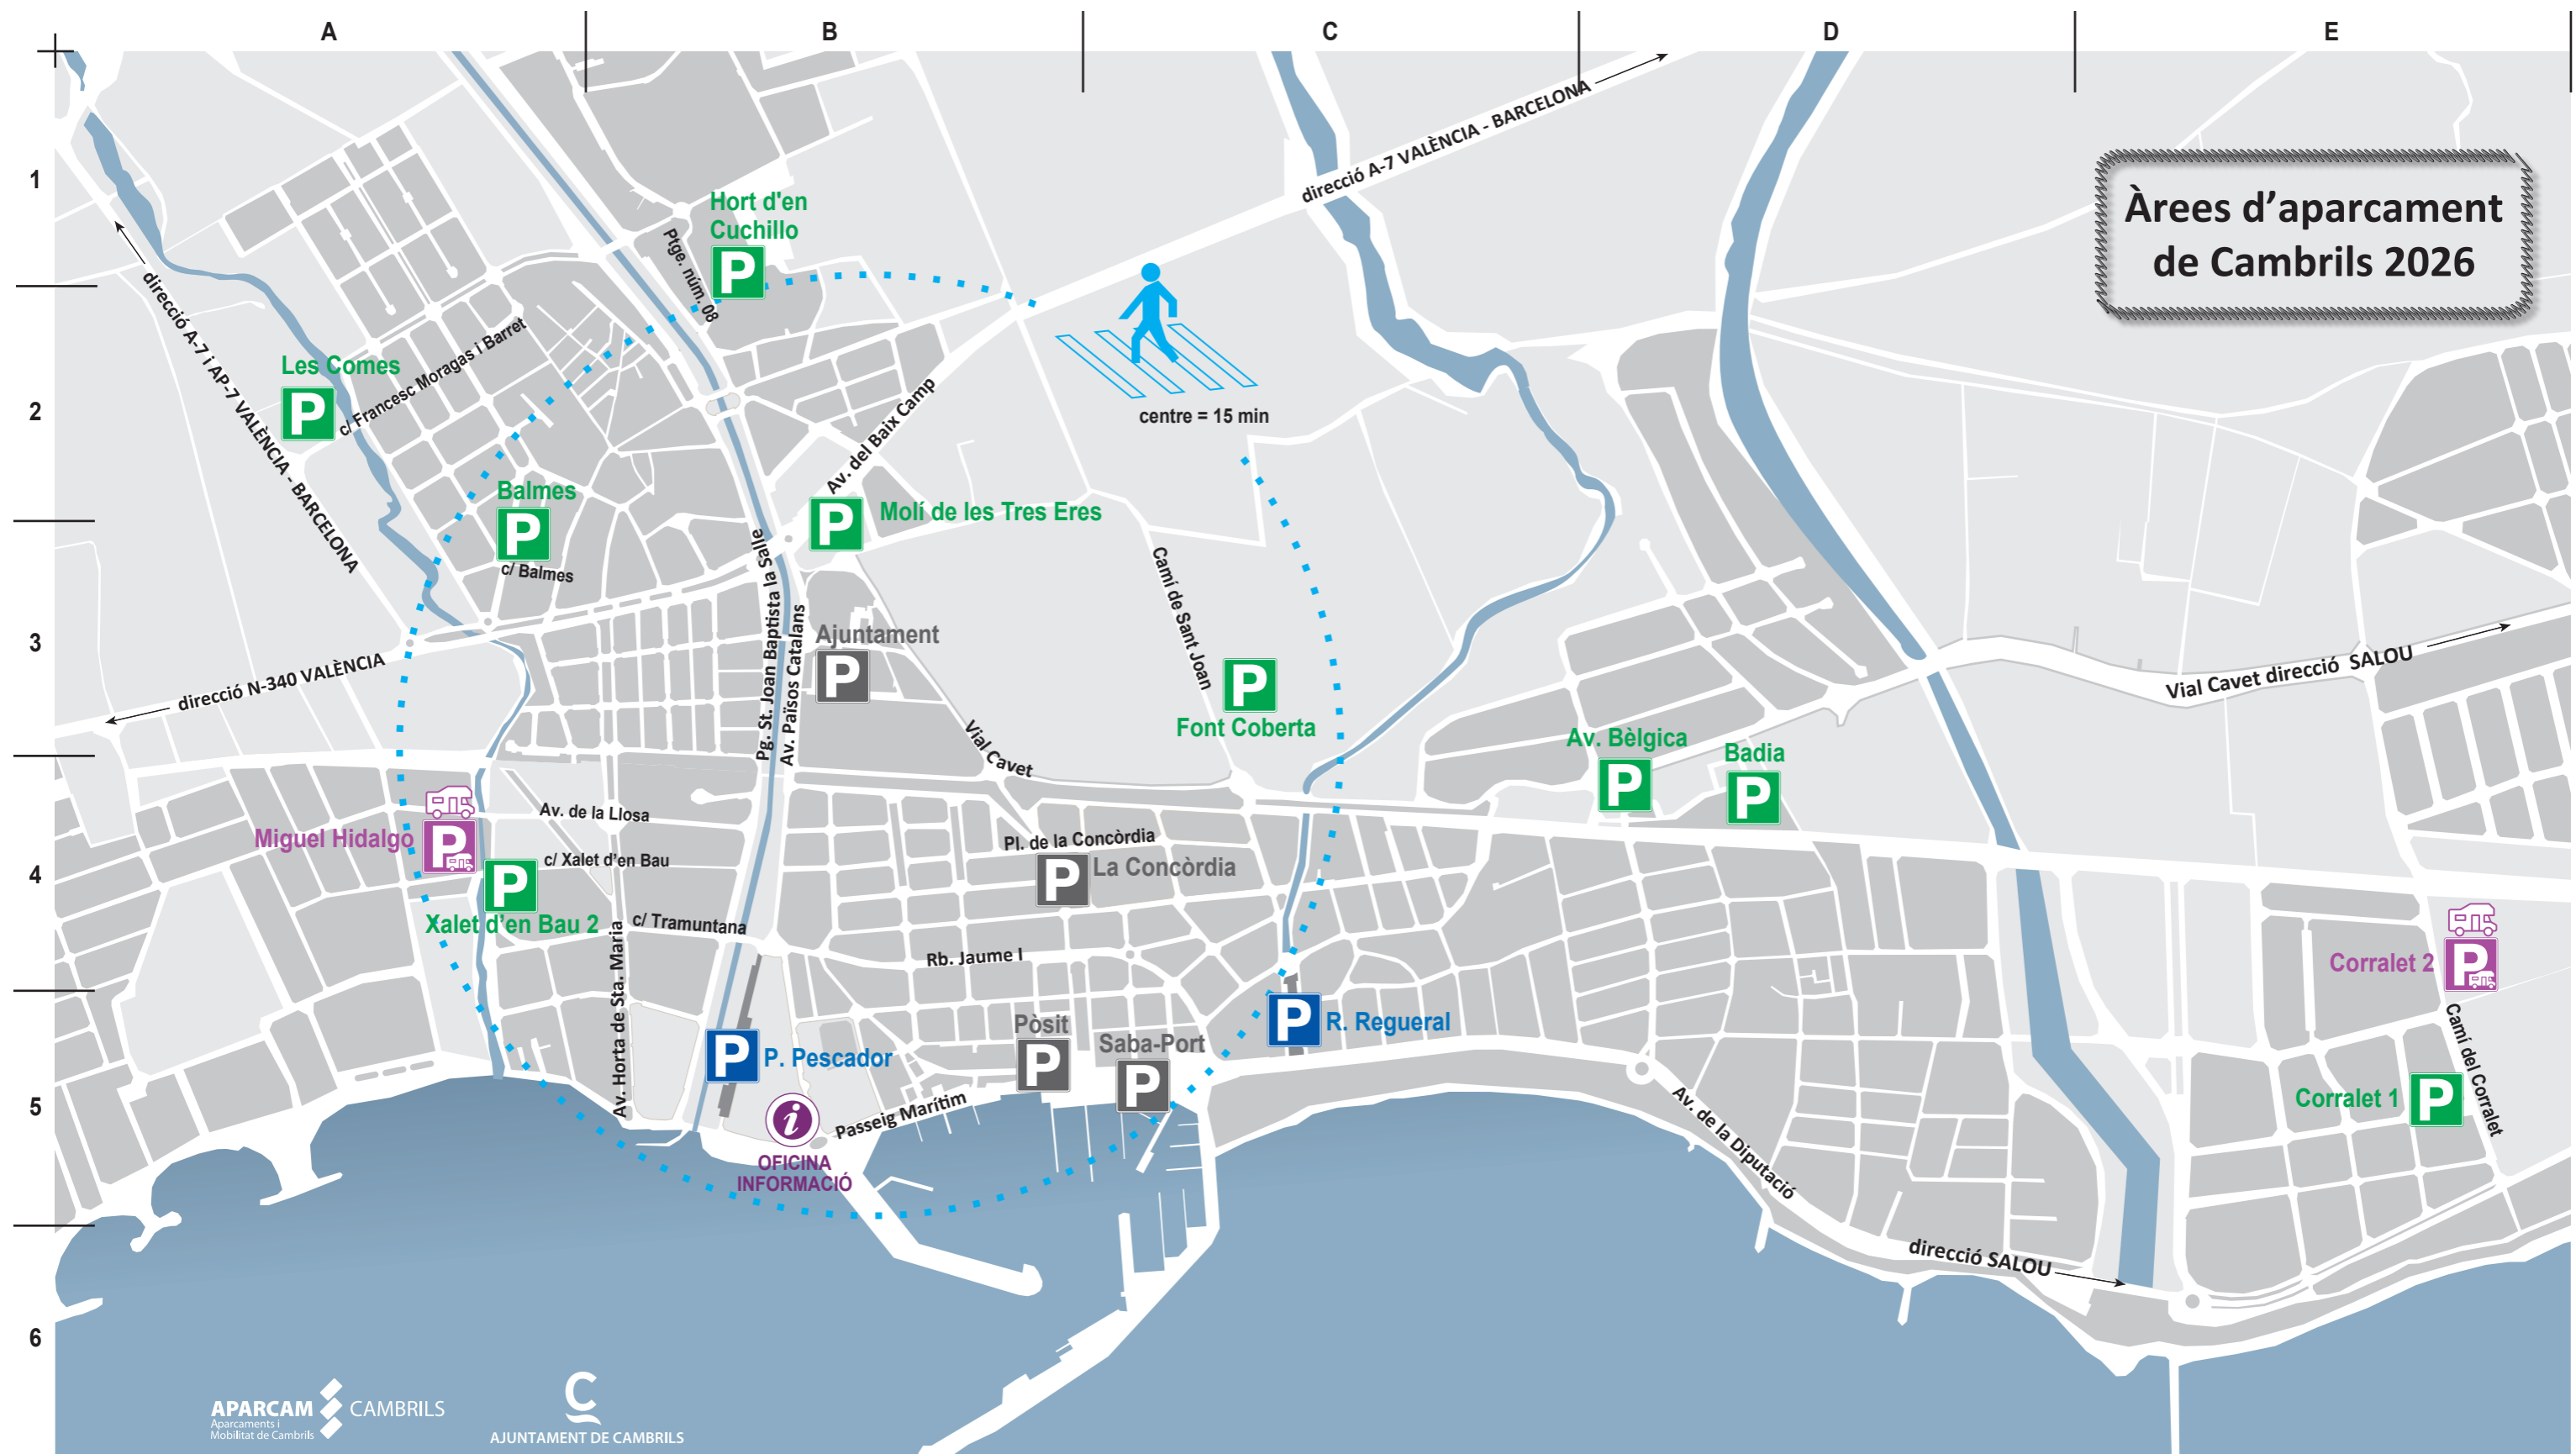 A
B
C
D
E
1
2
3
4
5
6
Àrees d’aparcament
de Cambrils 2026
direcció A-7 VALÈNCIA - BARCELONA
Hort d'en
Cuchillo
P
Ptge. núm. 08
direcció A-7 i AP-7 VALÈNCIA - BARCELONA
Les Comes
P
c/ Francesc Moragas i Barret
centre = 15 min
Av. del Baix Camp
Balmes
P
c/ Balmes
P
Molí de les Tres Eres
Pg. St. Joan Baptista la Salle
Av. Països Catalans
Ajuntament
P
Camí de Sant Joan
P
Font Coberta
direcció N-340 VALÈNCIA
Vial Cavet direcció SALOU
Vial Cavet
Av. Bèlgica
P
Badia
P
Miguel Hidalgo
P
Av. de la Llosa
c/ Xalet d’en Bau
P
Xalet d’en Bau 2
c/ Tramuntana
Av. Horta de Sta. Maria
Pl. de la Concòrdia
P
La Concòrdia
Rb. Jaume I
Corralet 2
P
P
R. Regueral
P
P. Pescador
Pòsit
P
Saba-Port
P
Camí del Corralet
Corralet 1
P
i
OFICINA
INFORMACIÓ
Passeig Marítim
Av. de la Diputació
direcció SALOU
APARCAM CAMBRILS
Aparcaments i
Mobilitat de Cambrils
C
AJUNTAMENT DE CAMBRILS